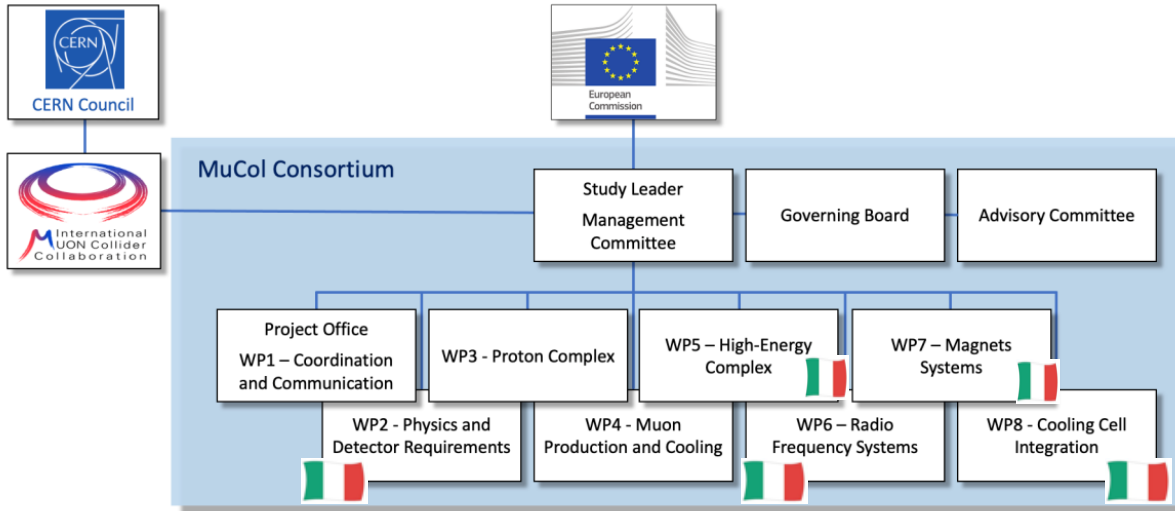 CERN
CERN Council
European
Commission
International
MUON Collider
Collaboration
MuCol Consortium
Study Leader
Management
Committee
Governing Board
Advisory Committee
Project Office
WP1 – Coordination
and Communication
WP3 - Proton Complex
WP5 – High-Energy
Complex
WP7 – Magnets
Systems
WP2 - Physics and
Detector Requirements
WP4 - Muon
Production and Cooling
WP6 – Radio
Frequency Systems
WP8 - Cooling Cell
Integration